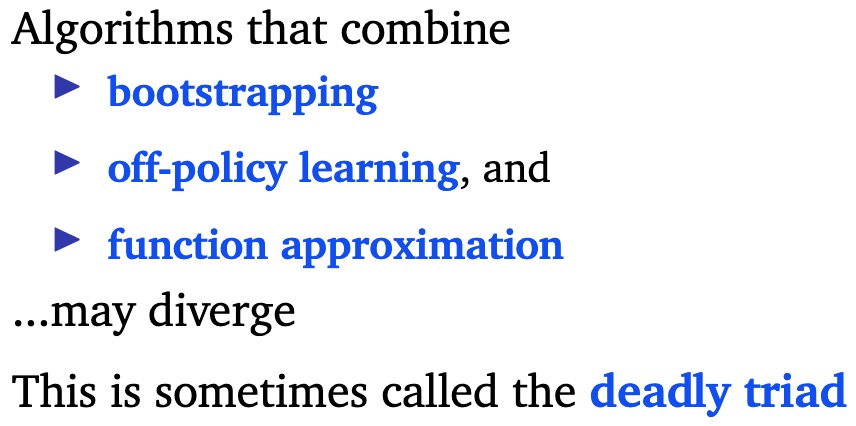 Algorithms that combine
▶ bootstrapping
▶ off-policy learning, and
▶ function approximation
...may diverge
This is sometimes called the deadly triad